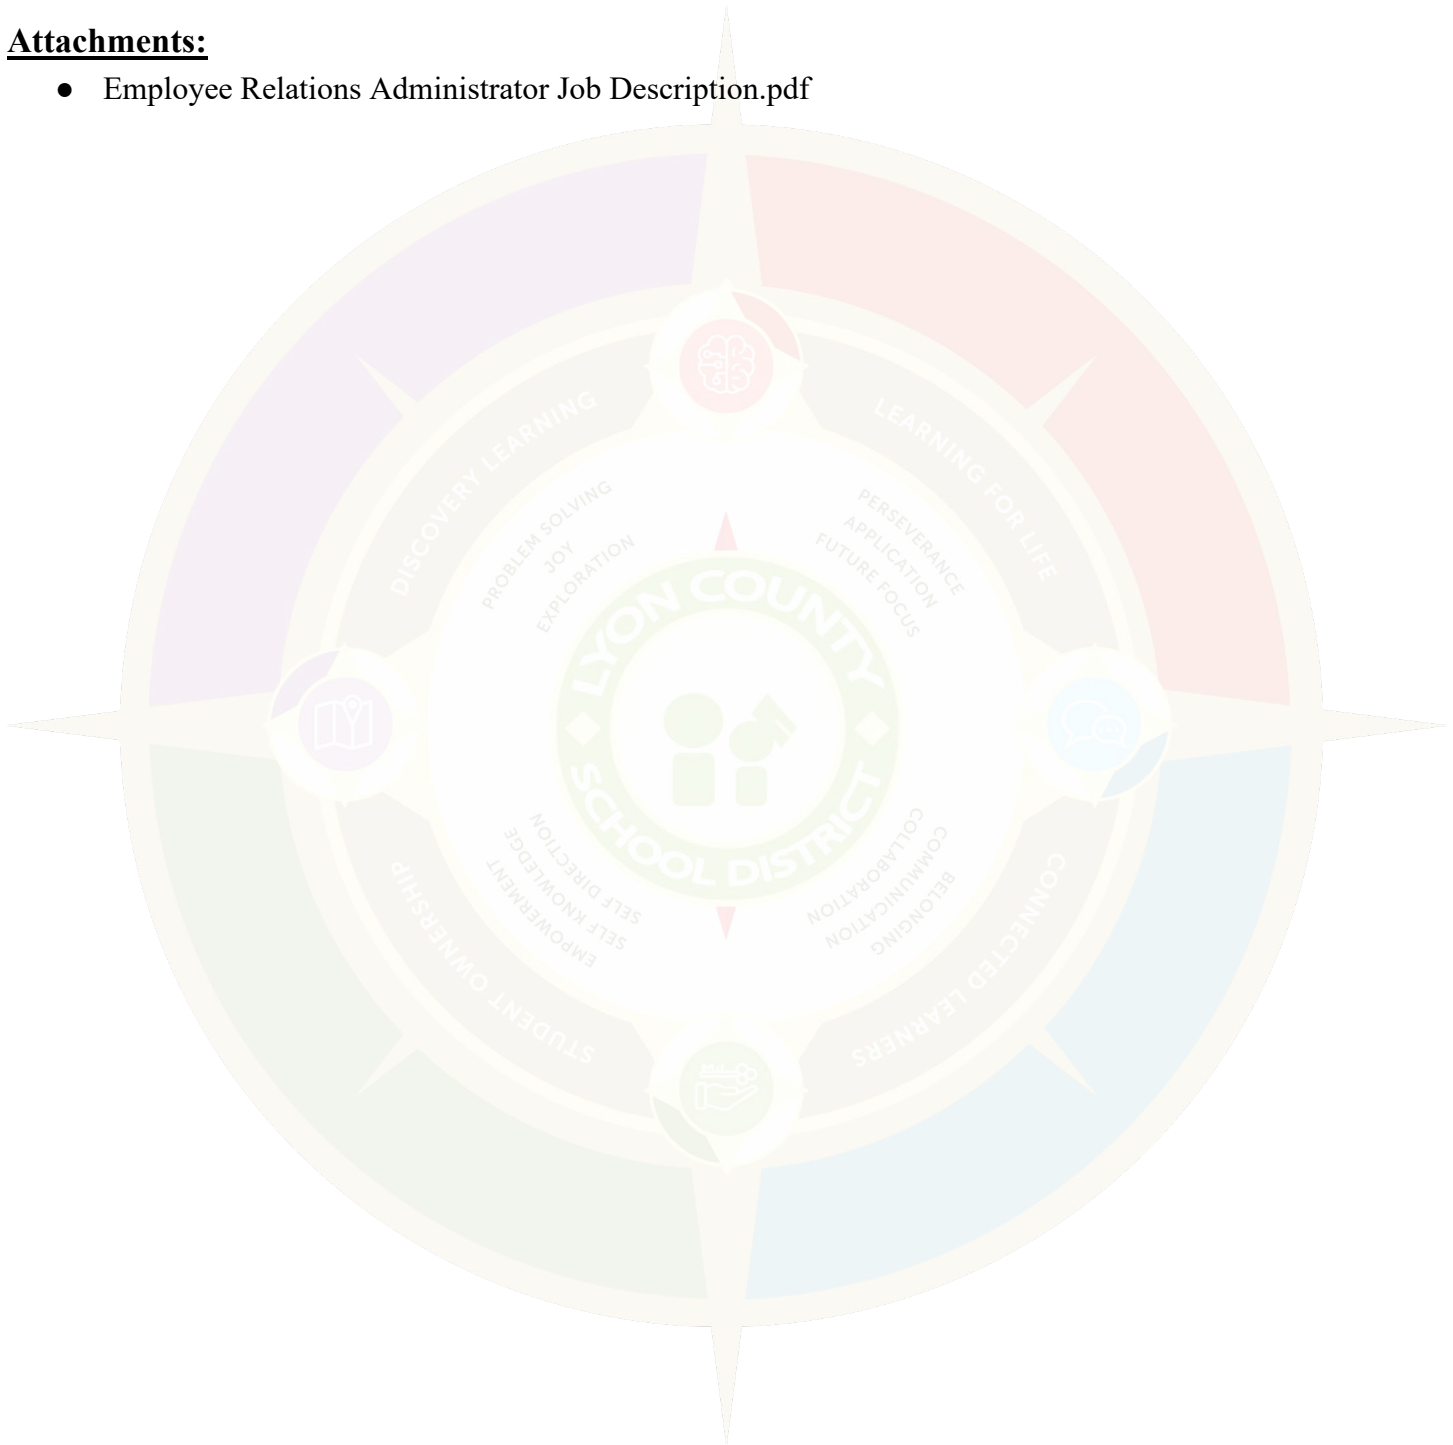 Attachments:
● Employee Relations Administrator Job Description.pdf
DISCOVERY LEARNING
LEARNING FOR LIFE
PROBLEM SOLVING
JOY
EXPLORATION
PERSEVERANCE
APPLICATION
FUTURE FOCUS
LYON COUNTY
SCHOOL DISTRICT
SELF DIRECTION
SELF KNOWLEDGE
EMPOWERMENT
COLLABORATION
COMMUNICATION
BELONGING
STUDENT OWNERSHIP
CONNECTED LEARNERS